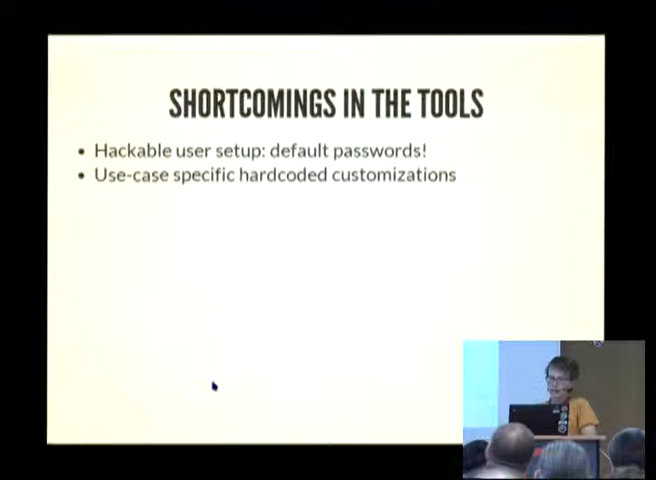 SHORTCOMINGS IN THE TOOLS
• Hackable user setup: default passwords!
• Use-case specific hardcoded customizations